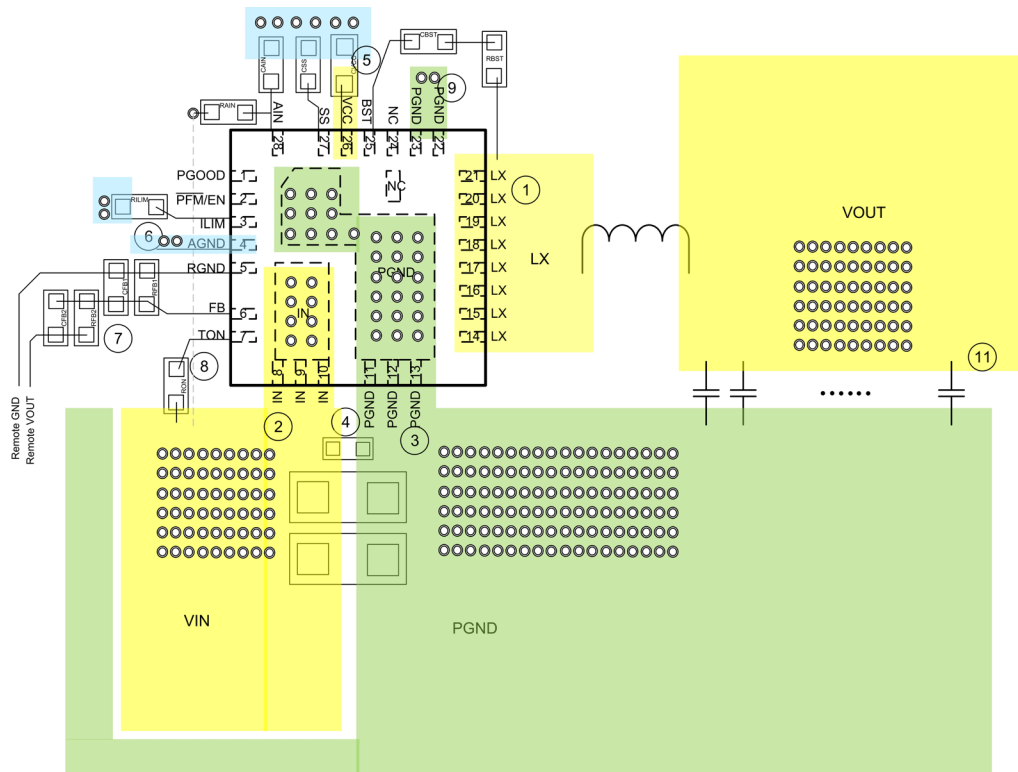 CBST
RBST
5
CAIN
CSS
9
RAIN
AIN
SS
VCC
BST
NC
PGND
PGND
28
27
26
25
24
23
22
PGOOD 1
PFM/EN 2
ILIM 3
AGND 4
RGND 5
FB 6
TON 7
RILIM
6
NC
21 LX
20 LX
19 LX
18 LX
17 LX
16 LX
15 LX
14 LX
1
LX
VOUT
PGND
IN
CFB1
RFB1
CFB2
RFB2
7
8
RON
8
9
10
11
12
13
IN
IN
IN
PGND
PGND
PGND
2
4
3
11
Remote GND
Remote VOUT
VIN
PGND